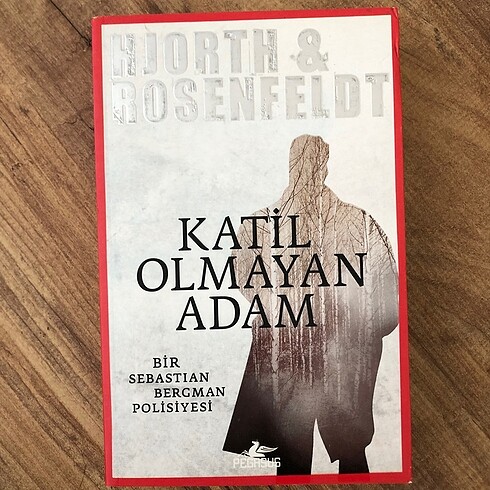 HJORTH &
ROSENFELDT
KATİL
OLMAYAN
ADAM
BİR
SEBASTIAN
BERGMAN
POLİSİYESİ
PEGASUS